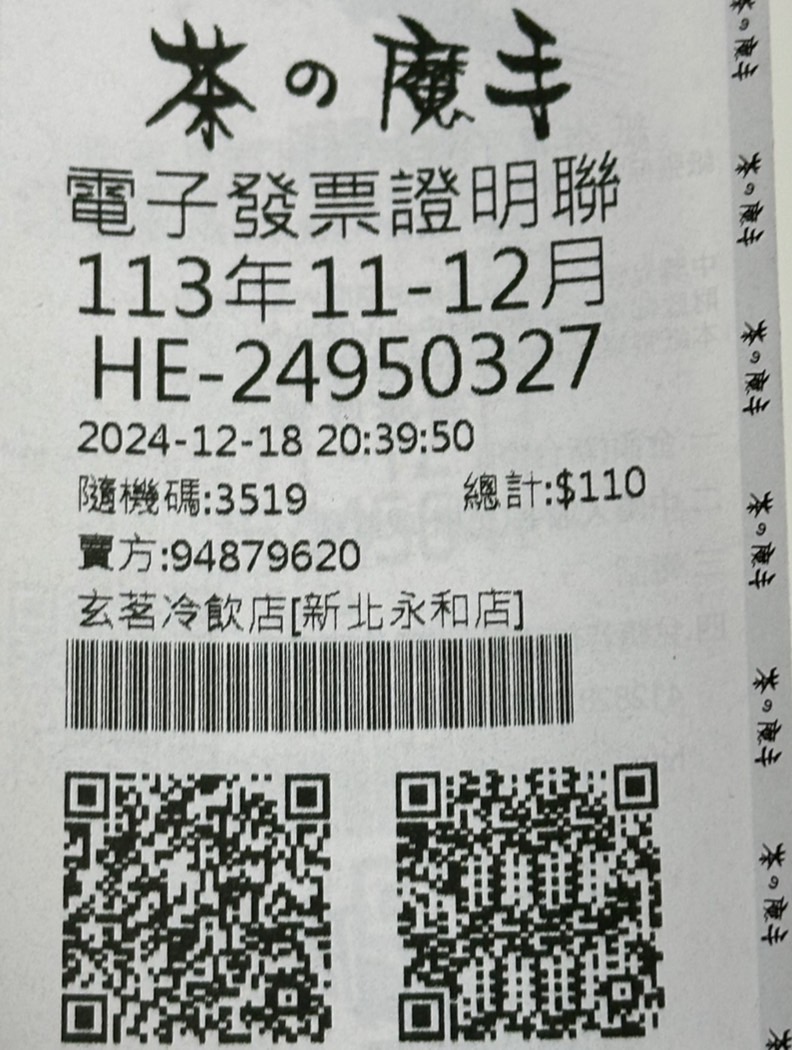 茶の魔手
電子發票證明聯
113年11-12月
HE-24950327
2024-12-18 20:39:50
隨機碼:3519 總計:$110
賣方:94879620
玄茗冷飲店[新北永和店]
茶の魔手
茶の魔手
茶の魔手
茶の魔手
茶の魔手
茶の魔手